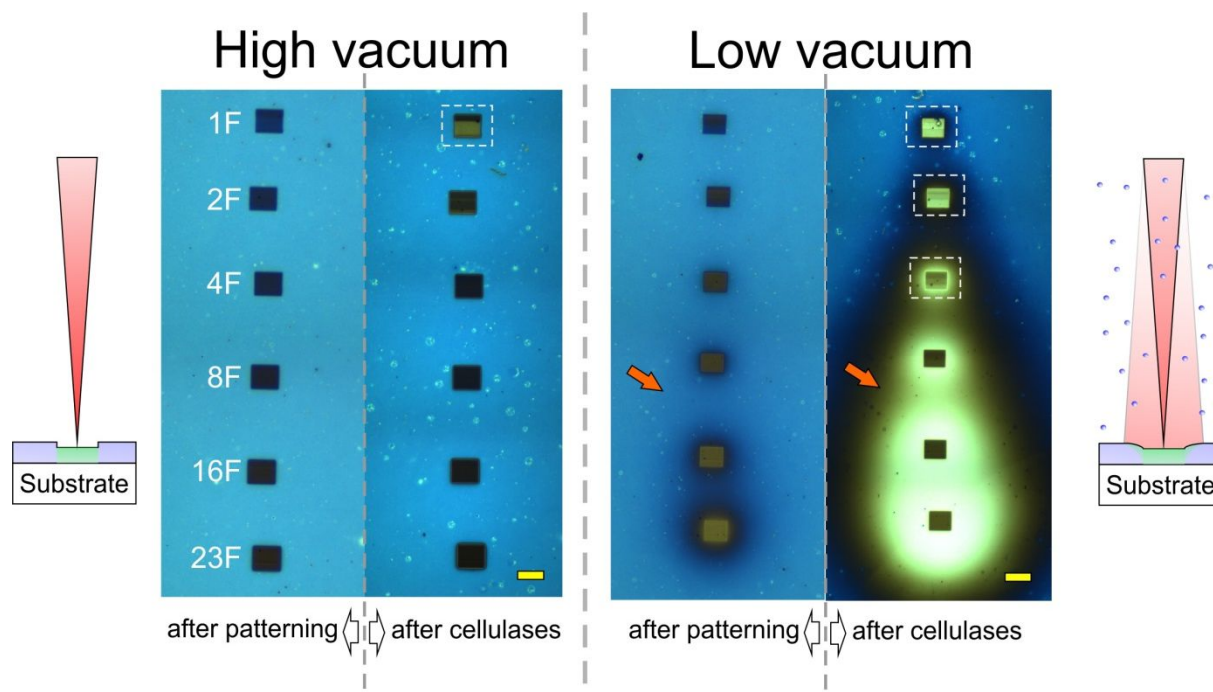 High vacuum
Low vacuum
1F
2F
4F
8F
16F
23F
Substrate
Substrate
after patterning
after cellulases
after patterning
after cellulases